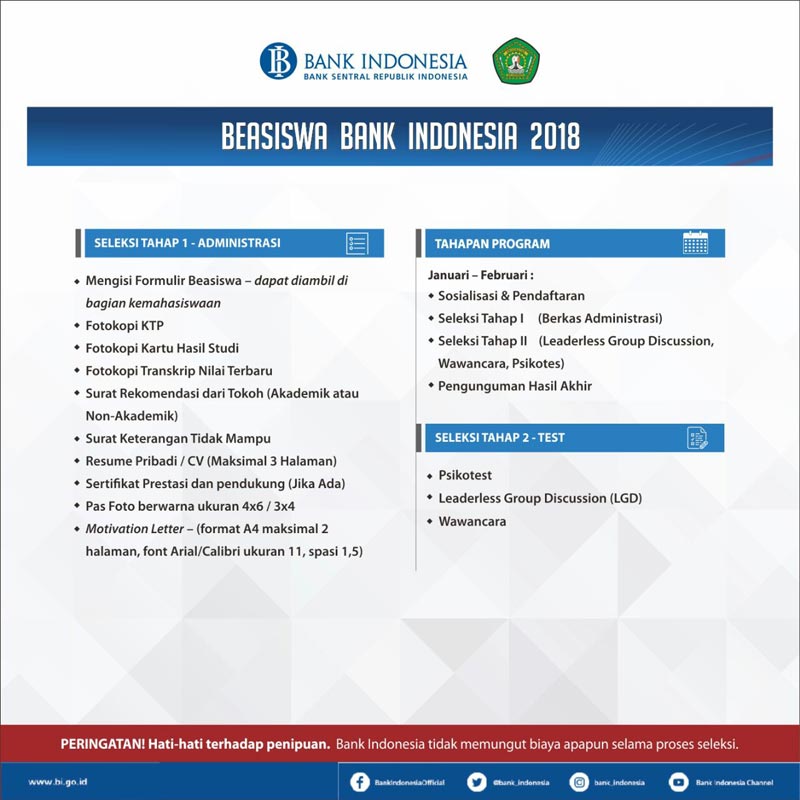 BANK INDONESIA
BANK SENTRAL REPUBLIK INDONESIA
BEASISWA BANK INDONESIA 2018
SELEKSI TAHAP 1 - ADMINISTRASI
Mengisi Formulir Beasiswa – dapat diambil di
bagian kemahasiswaan
Fotokopi KTP
Fotokopi Kartu Hasil Studi
Fotokopi Transkrip Nilai Terbaru
Surat Rekomendasi dari Tokoh (Akademik atau
Non-Akademik)
Surat Keterangan Tidak Mampu
Resume Pribadi / CV (Maksimal 3 Halaman)
Sertifikat Prestasi dan pendukung (Jika Ada)
Pas Foto berwarna ukuran 4x6 / 3x4
Motivation Letter – (format A4 maksimal 2
halaman, font Arial/Calibri ukuran 11, spasi 1,5)
TAHAPAN PROGRAM
Januari – Februari :
Sosialisasi & Pendaftaran
Seleksi Tahap I (Berkas Administrasi)
Seleksi Tahap II (Leaderless Group Discussion,
Wawancara, Psikotes)
Pengunguman Hasil Akhir
SELEKSI TAHAP 2 - TEST
Psikotest
Leaderless Group Discussion (LGD)
Wawancara
PERINGATAN! Hati-hati terhadap penipuan. Bank Indonesia tidak memungut biaya apapun selama proses seleksi.
www.bi.go.id
BankIndonesiaOfficial
@bank_indonesia
bank_indonesia
Bank Indonesia Channel